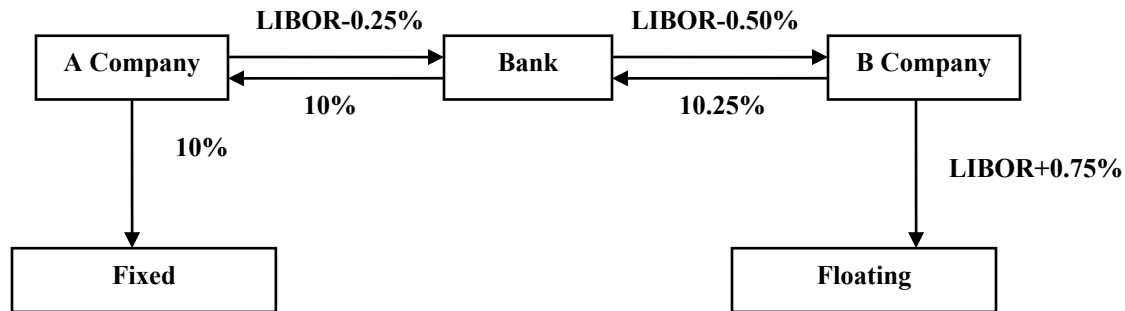 LIBOR-0.25%
LIBOR-0.50%
A Company
Bank
B Company
10%
10.25%
10%
LIBOR+0.75%
Fixed
Floating